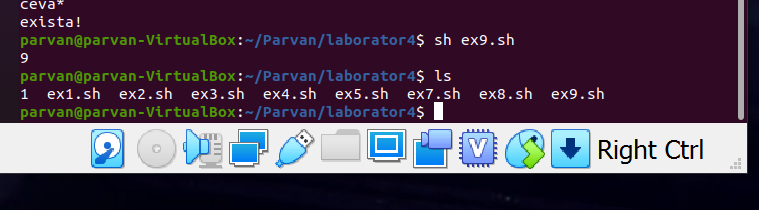 ceva*
exista!
parvan@parvan-VirtualBox:~/Parvan/laborator4$ sh ex9.sh
9
parvan@parvan-VirtualBox:~/Parvan/laborator4$ ls
1  ex1.sh  ex2.sh  ex3.sh  ex4.sh  ex5.sh  ex7.sh  ex8.sh  ex9.sh
parvan@parvan-VirtualBox:~/Parvan/laborator4$
V Right Ctrl